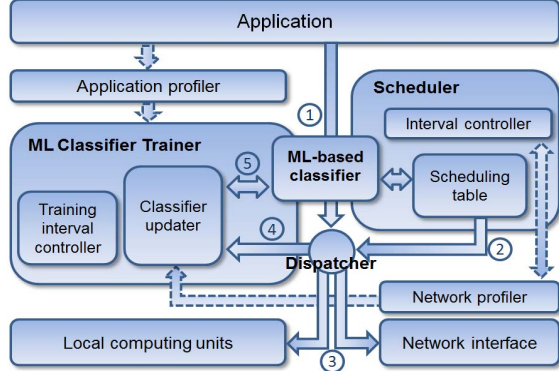 Application
Application profiler
Scheduler
1
Interval controller
ML Classifier Trainer
ML-based
classifier
5
Scheduling
table
Training
interval
controller
Classifier
updater
4
Dispatcher
2
Network profiler
Local computing units
3
Network interface